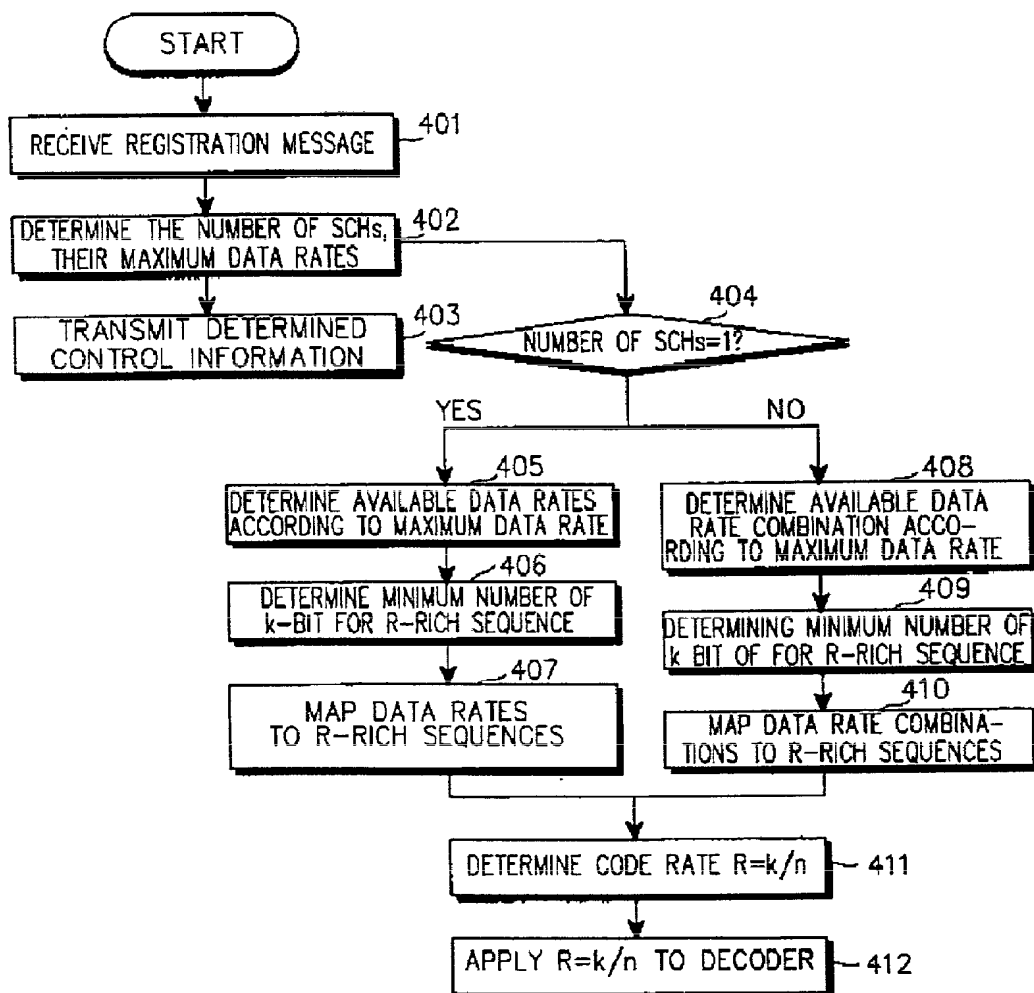 START
RECEIVE REGISTRATION MESSAGE
401
DETERMINE THE NUMBER OF SCHs,
THEIR MAXIMUM DATA RATES
402
TRANSMIT DETERMINED
CONTROL INFORMATION
403
404
NUMBER OF SCHs=1?
YES
NO
405
DETERMINE AVAILABLE DATA RATES
ACCORDING TO MAXIMUM DATA RATE
406
DETERMINE MINIMUM NUMBER OF
k-BIT FOR R-RICH SEQUENCE
407
MAP DATA RATES
TO R-RICH SEQUENCES
408
DETERMINE AVAILABLE DATA
RATE COMBINATION ACCO-
RDING TO MAXIMUM DATA RATE
409
DETERMINING MINIMUM NUMBER OF
k BIT OF FOR R-RICH SEQUENCE
410
MAP DATA RATE COMBINA-
TIONS TO R-RICH SEQUENCES
DETERMINE CODE RATE R=k/n
411
APPLY R=k/n TO DECODER
412